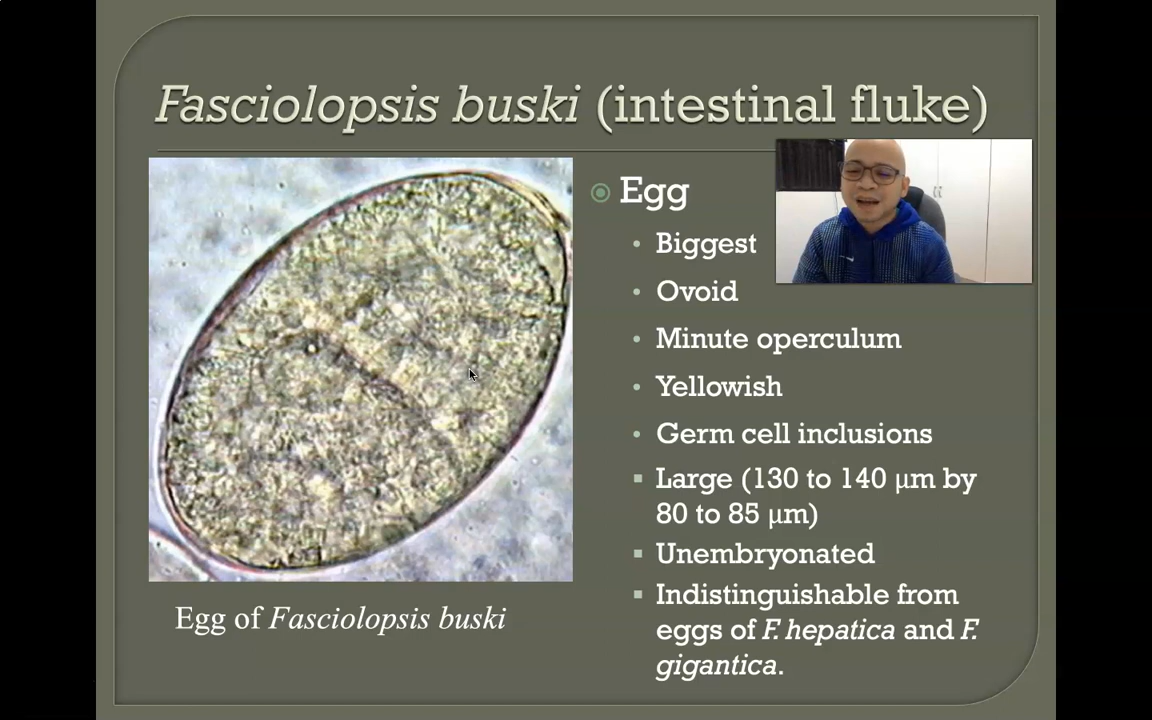 Fasciolopsis buski (intestinal fluke)
Egg
Biggest
Ovoid
Minute operculum
Yellowish
Germ cell inclusions
Large (130 to 140 μm by
80 to 85 μm)
Unembryonated
Indistinguishable from
eggs of F. hepatica and F.
gigantica.
Egg of Fasciolopsis buski